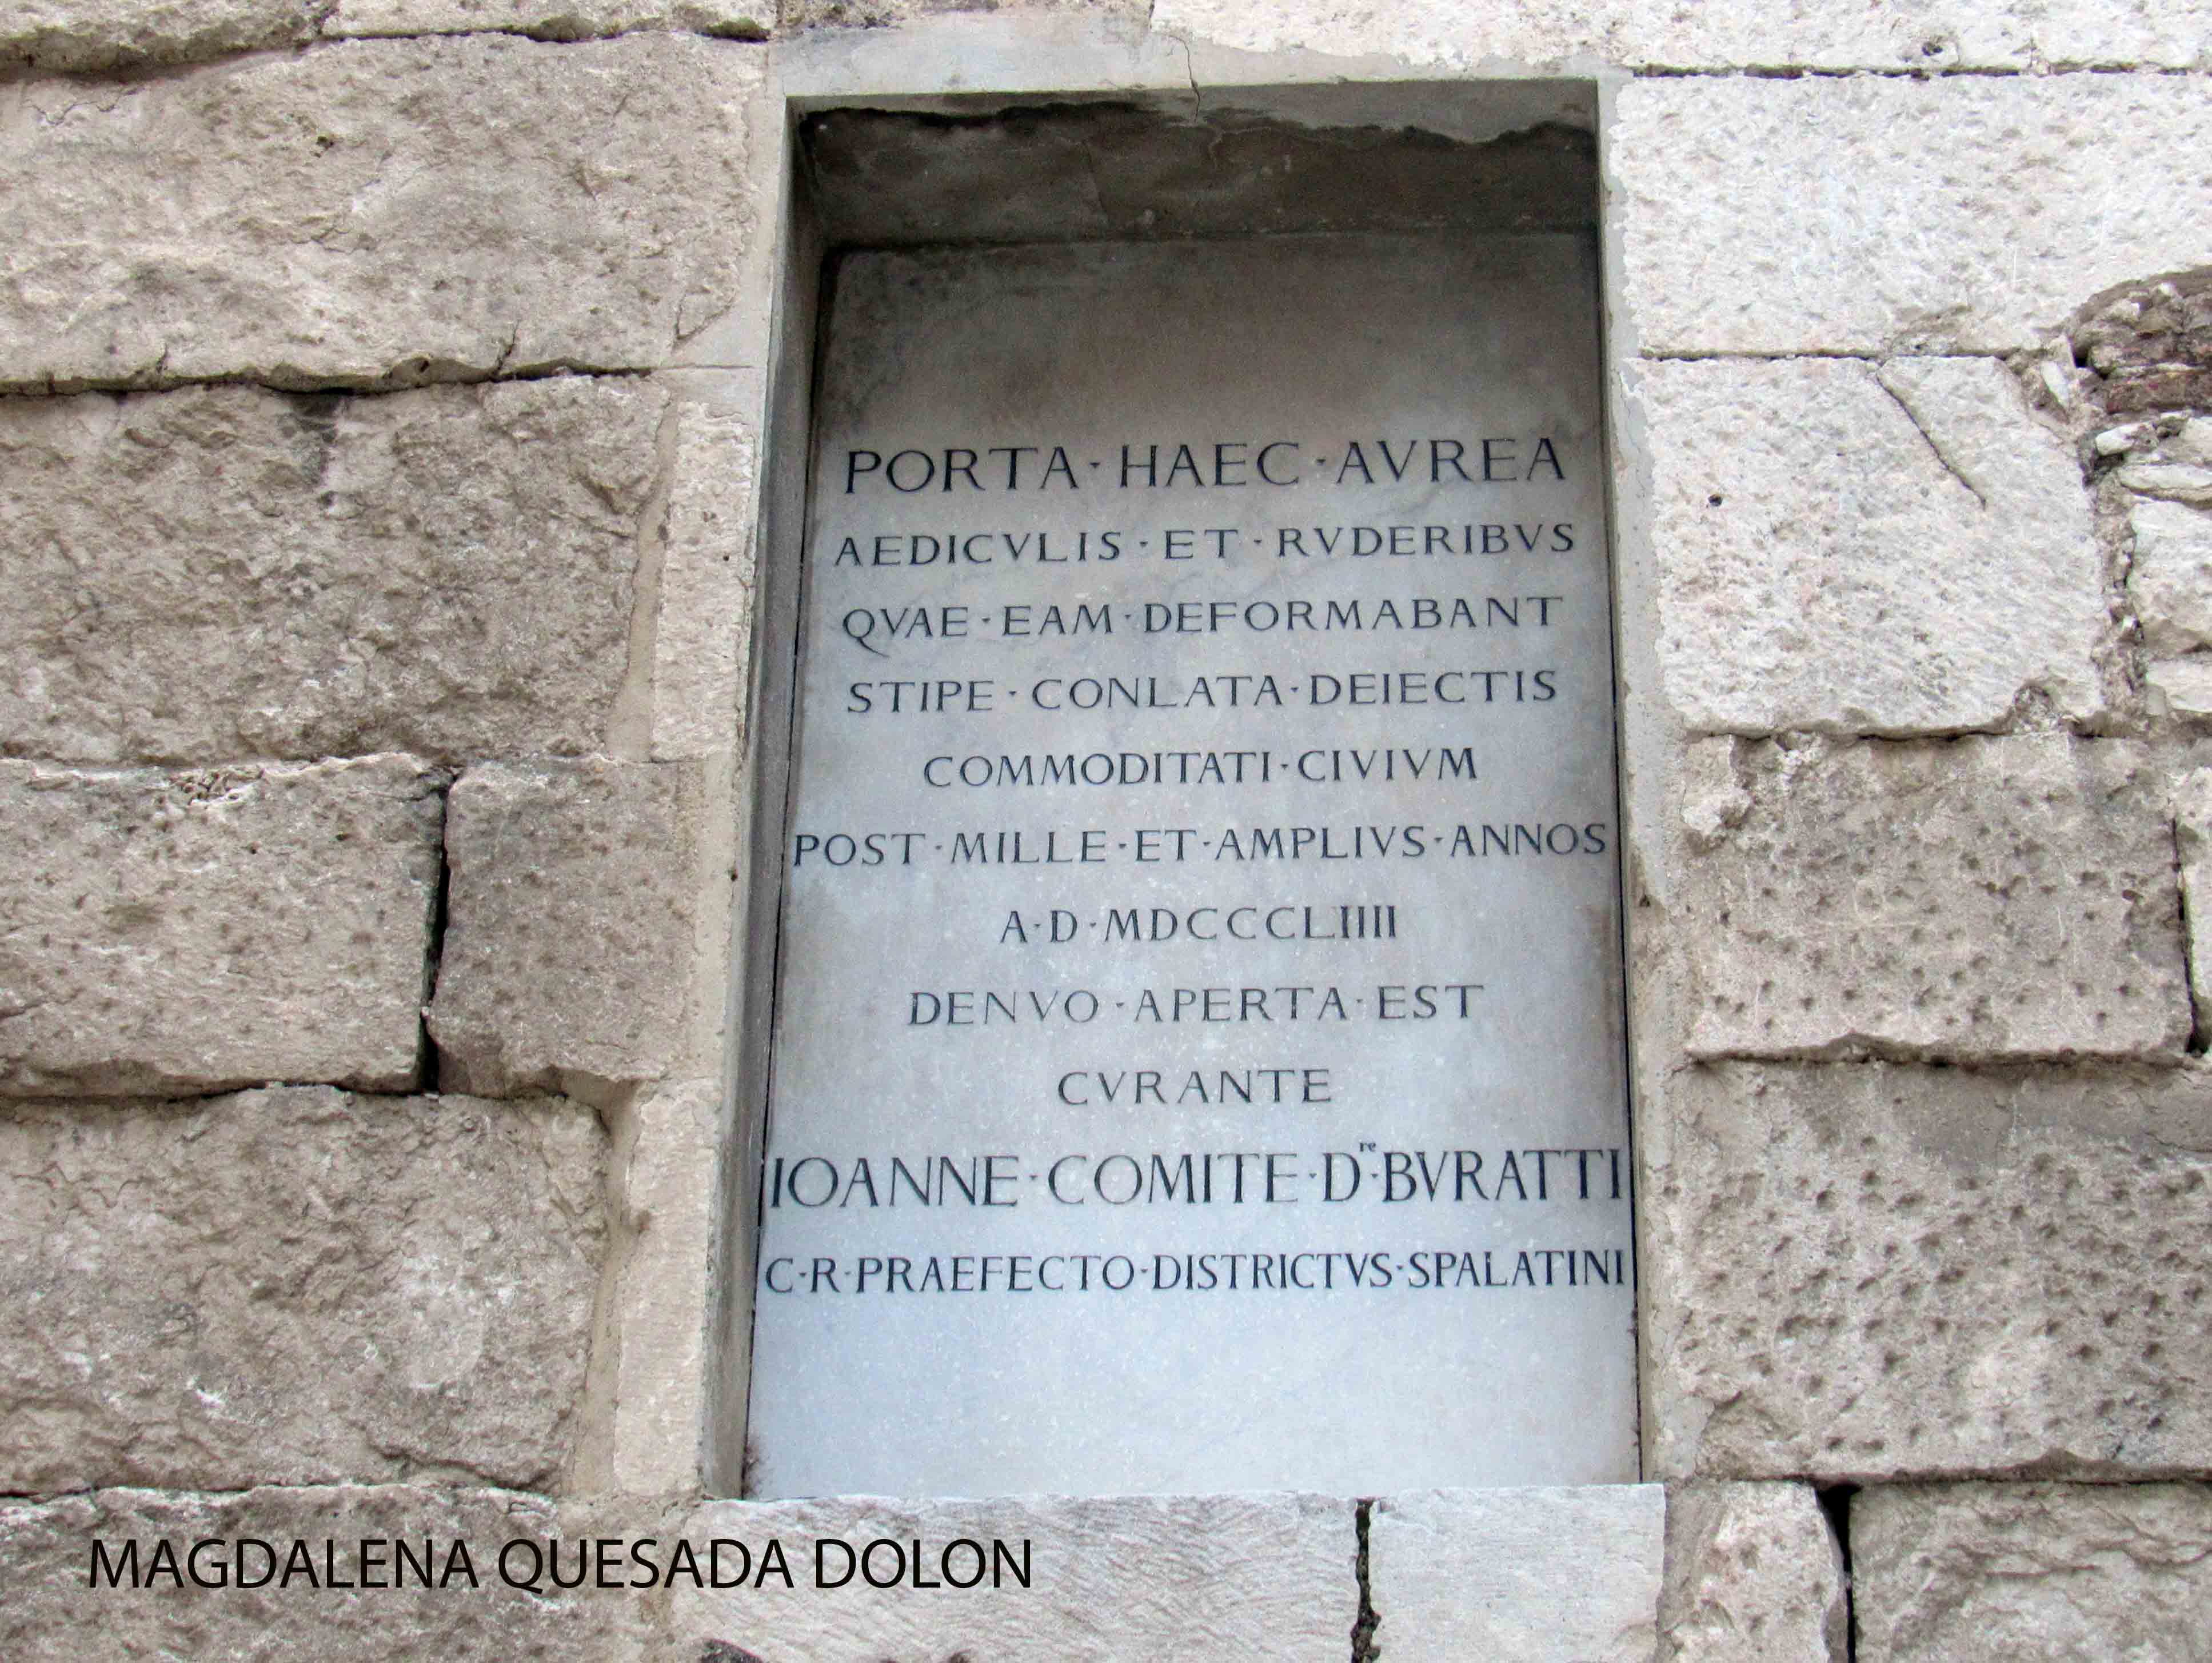 PORTA · HAEC · AVREA
AEDICVLIS · ET · RVDERIBVS
QVAE · EAM · DEFORMABANT
STIPE · CONLATA · DEIECTIS
COMMODITATI · CIVIVM
POST · MILLE · ET · AMPLIVS · ANNOS
A · D · MDCCCLIIII
DENVO · APERTA · EST
CVRANTE
IOANNE · COMITE · Dre · BVRATTI
C · R · PRAEFECTO · DISTRICTVS · SPALATINI
MAGDALENA QUESADA DOLON